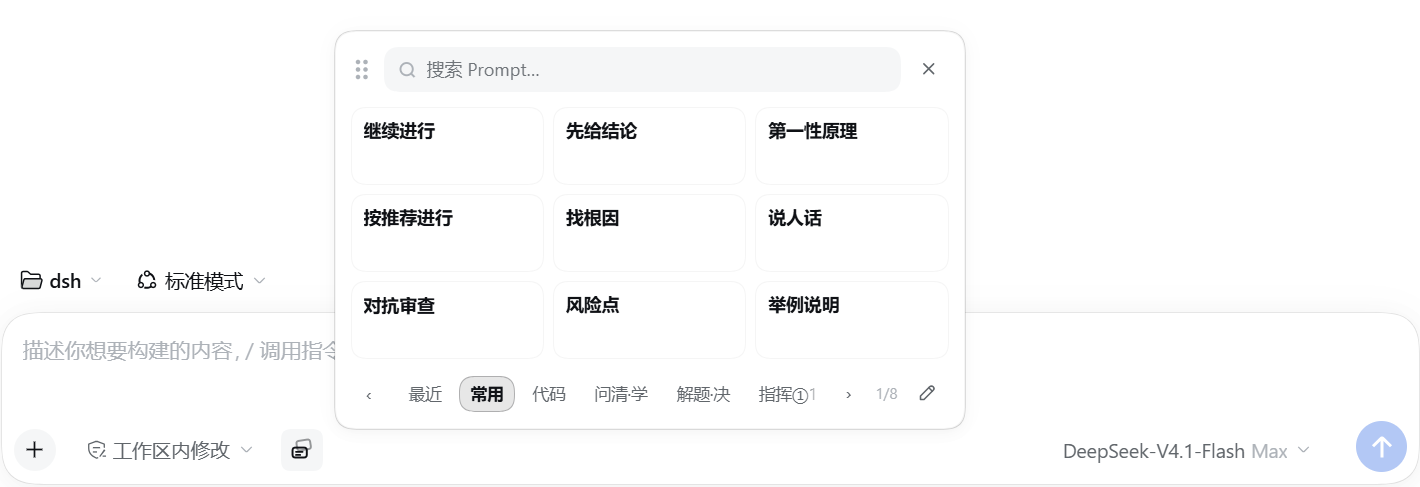 搜索 Prompt...
继续进行
先给结论
第一性原理
按推荐进行
找根因
说人话
对抗审查
风险点
举例说明
‹ 最近 常用 代码 问清·学 解题·决 指挥①1 › 1/8
dsh 标准模式
描述你想要构建的内容, / 调用指令
工作区内修改
DeepSeek-V4.1-Flash Max